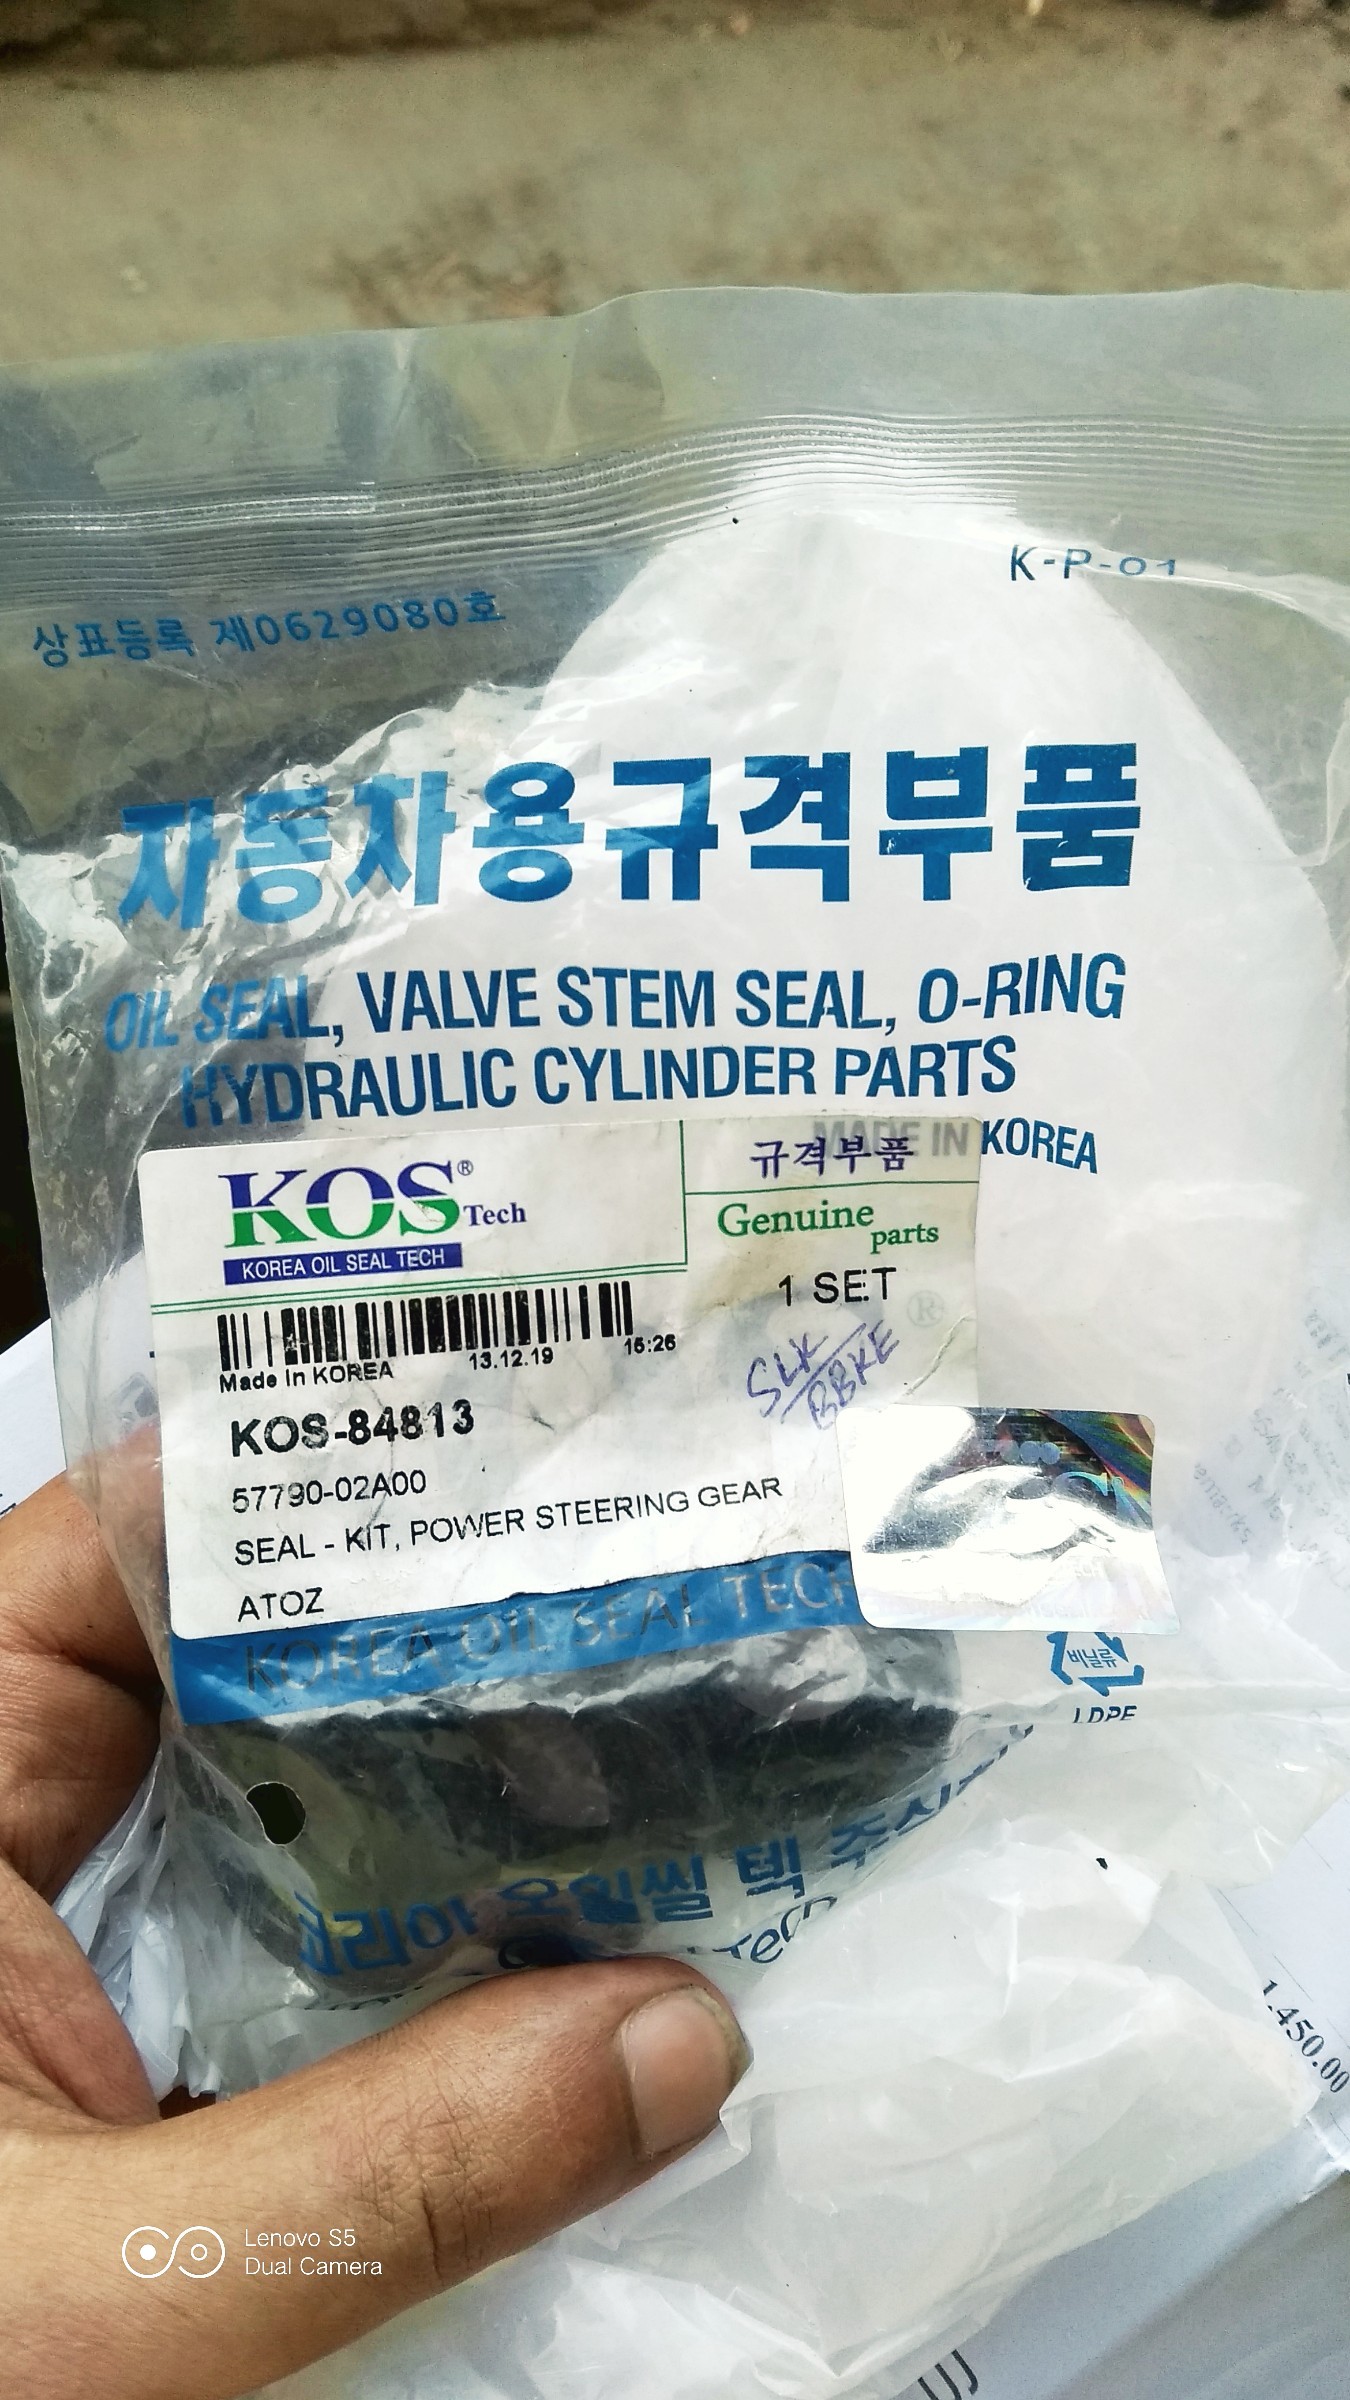 K-P-01
상표등록 제0629080호
자동차용규격부품
OIL SEAL, VALVE STEM SEAL, O-RING
HYDRAULIC CYLINDER PARTS
MADE IN KOREA
KOS® Tech
KOREA OIL SEAL TECH
규격부품
Genuine parts
1 SET
®
SLK
BBKE
Made In KOREA 13.12.19 15:26
KOS-84813
57790-02A00
SEAL - KIT, POWER STEERING GEAR
ATOZ
KOREA OIL SEAL TECH
비닐류
LDPE
코리아 오일씰 텍 주식
Tech
1,450.00
Lenovo S5
Dual Camera